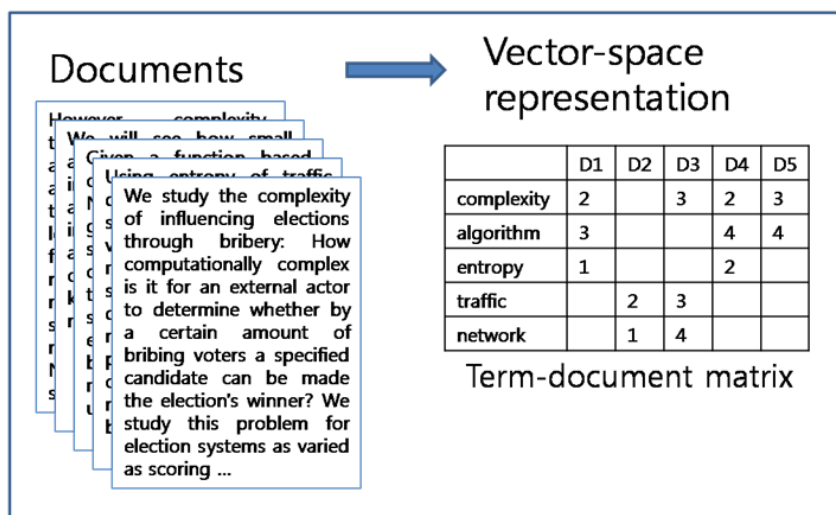 Documents
Vector-space
representation
However, complexity
We will see how small
Given a function based
Using entropy of traffic
We study the complexity
of influencing elections
through bribery: How
computationally complex
is it for an external actor
to determine whether by
a certain amount of
bribing voters a specified
candidate can be made
the election's winner? We
study this problem for
election systems as varied
as scoring ...
D1 D2 D3 D4 D5
complexity 2 3 2 3
algorithm 3 4 4
entropy 1 2
traffic 2 3
network 1 4
Term-document matrix